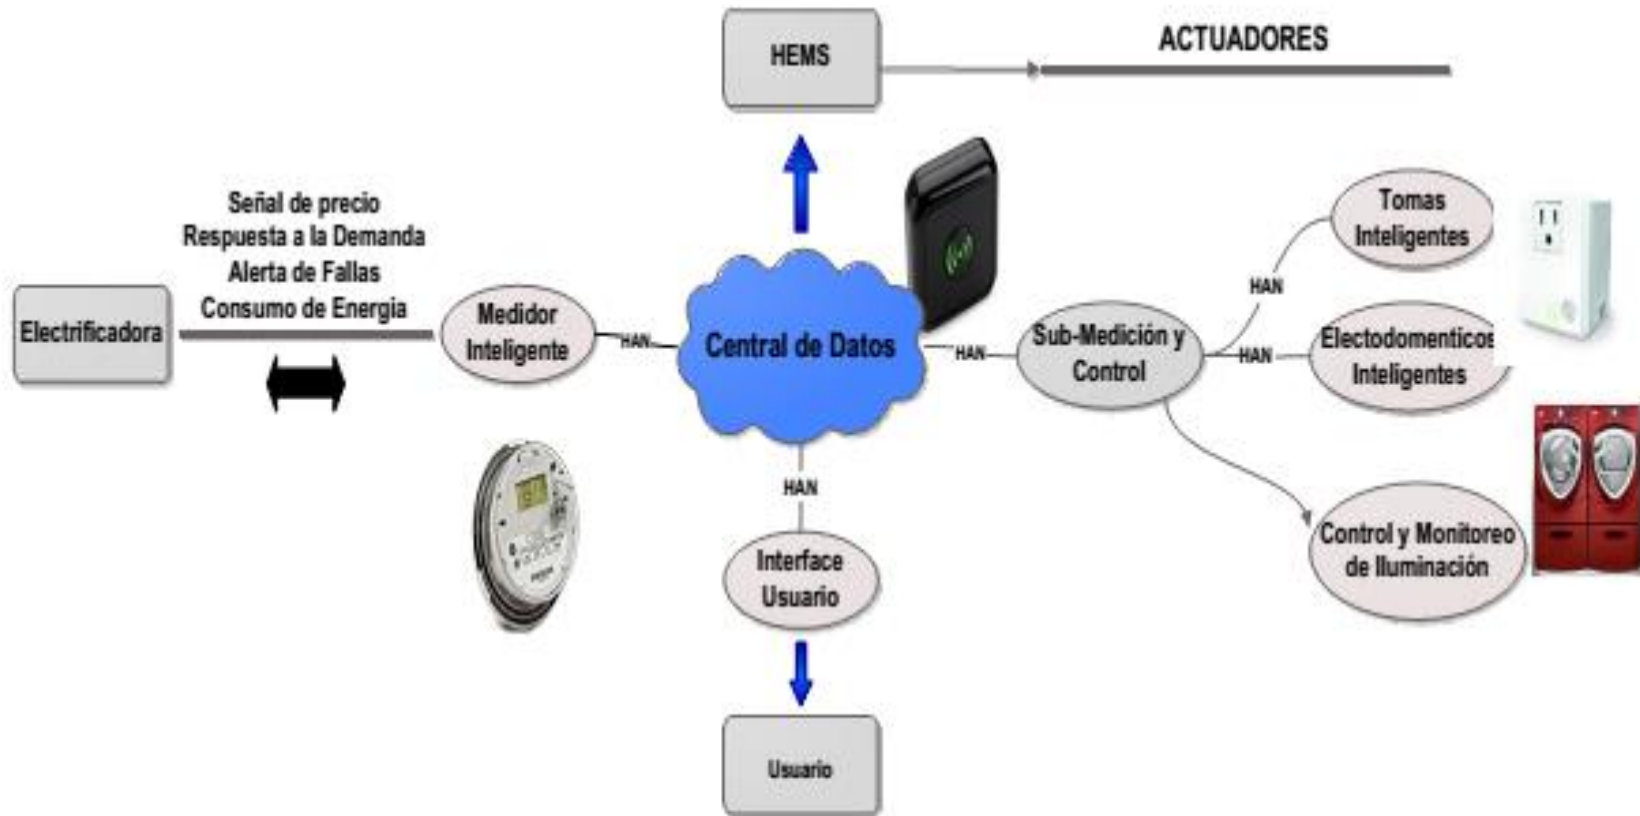 HEMS
ACTUADORES
Señal de precio
Respuesta a la Demanda
Alerta de Fallas
Consumo de Energia
Electrificadora
Medidor
Inteligente
HAN
Central de Datos
HAN
Sub-Medición y
Control
HAN
Tomas
Inteligentes
HAN
Electodomenticos
Inteligentes
Control y Monitoreo
de Iluminación
HAN
Interface
Usuario
Usuario